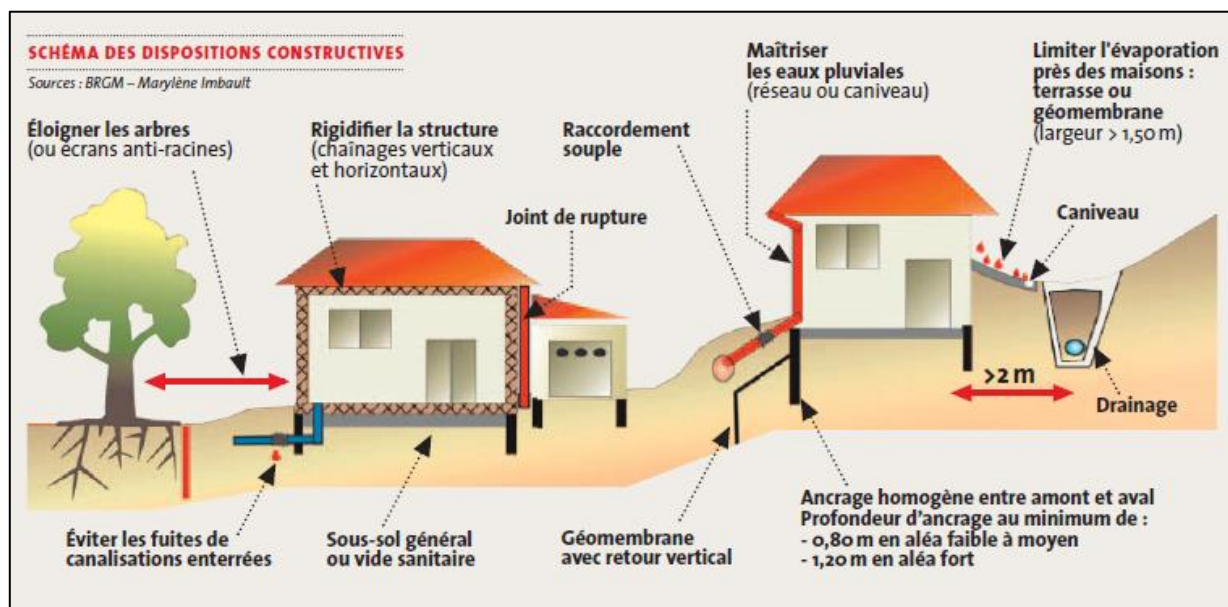 SCHÉMA DES DISPOSITIONS CONSTRUCTIVES
Sources : BRGM – Marylène Imbault
Éloigner les arbres
(ou écrans anti-racines)
Rigidifier la structure
(chaînages verticaux
et horizontaux)
Joint de rupture
Raccordement
souple
Maîtriser
les eaux pluviales
(réseau ou caniveau)
Limiter l'évaporation
près des maisons :
terrasse ou
géomembrane
(largeur > 1,50 m)
Caniveau
>2 m
Drainage
Éviter les fuites de
canalisations enterrées
Sous-sol général
ou vide sanitaire
Géomembrane
avec retour vertical
Ancrage homogène entre amont et aval
Profondeur d'ancrage au minimum de :
- 0,80 m en aléa faible à moyen
- 1,20 m en aléa fort